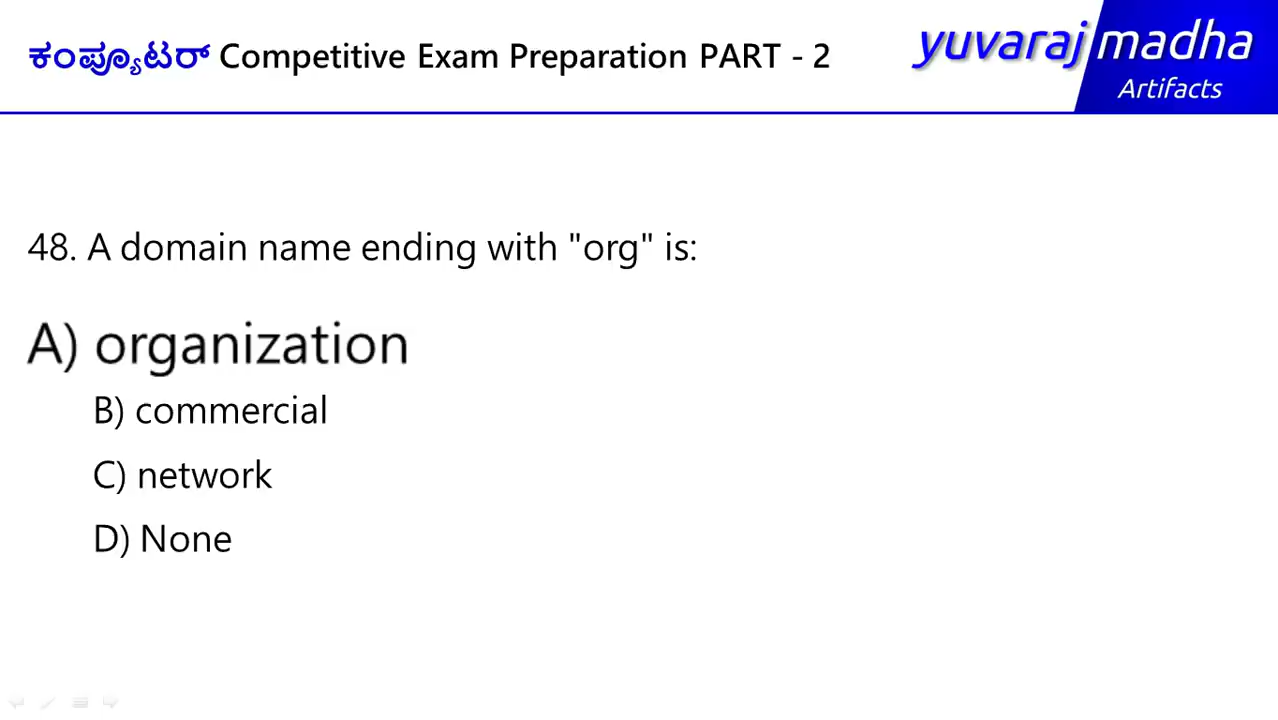 ಕಂಪ್ಯೂಟರ್ Competitive Exam Preparation PART - 2
yuvaraj madha
Artifacts
48. A domain name ending with "org" is:
A) organization
B) commercial
C) network
D) None